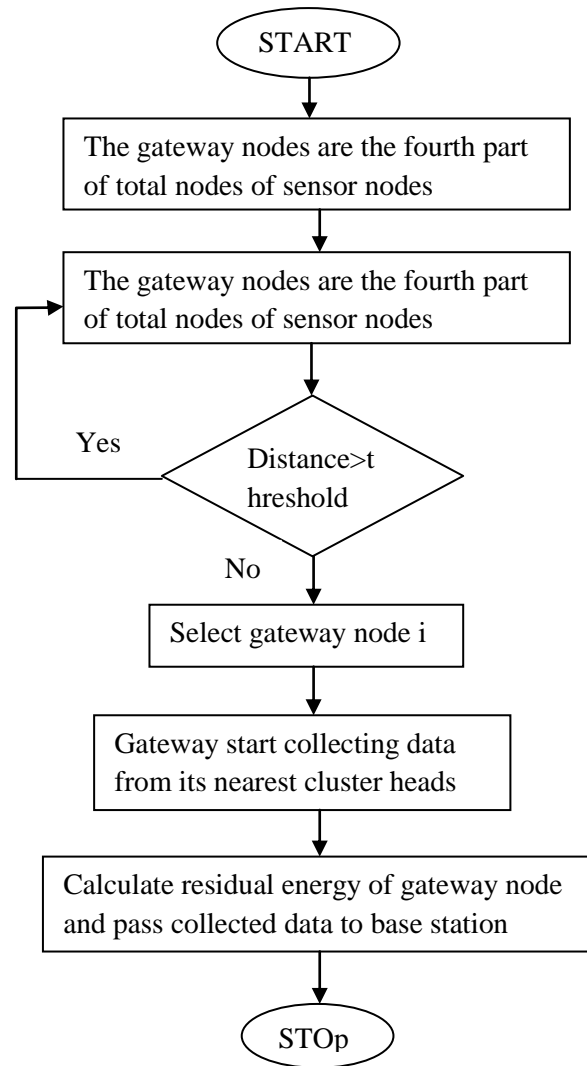 START
The gateway nodes are the fourth part
of total nodes of sensor nodes
The gateway nodes are the fourth part
of total nodes of sensor nodes
Yes
Distance>t
hreshold
No
Select gateway node i
Gateway start collecting data
from its nearest cluster heads
Calculate residual energy of gateway node
and pass collected data to base station
STOp